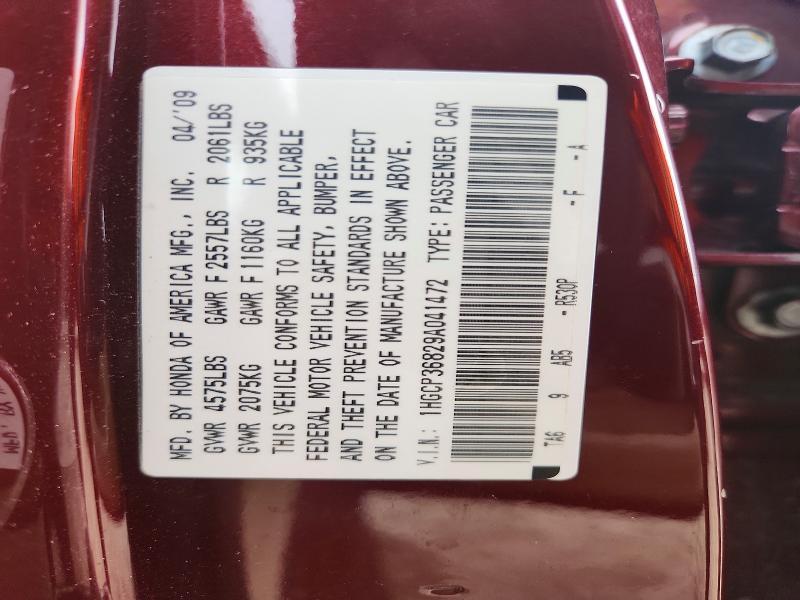 MFD. BY HONDA OF AMERICA MFG., INC. 04/'09
GVWR 4575LBS GAWR F 2557LBS R 2061LBS
GVWR 2075KG GAWR F 1160KG R 935KG
THIS VEHICLE CONFORMS TO ALL APPLICABLE
FEDERAL MOTOR VEHICLE SAFETY, BUMPER,
AND THEFT PREVENTION STANDARDS IN EFFECT
ON THE DATE OF MANUFACTURE SHOWN ABOVE.
V.I.N.: 1HGCP36829A041472 TYPE: PASSENGER CAR
TA6 9 AB5 - R530P - F - A